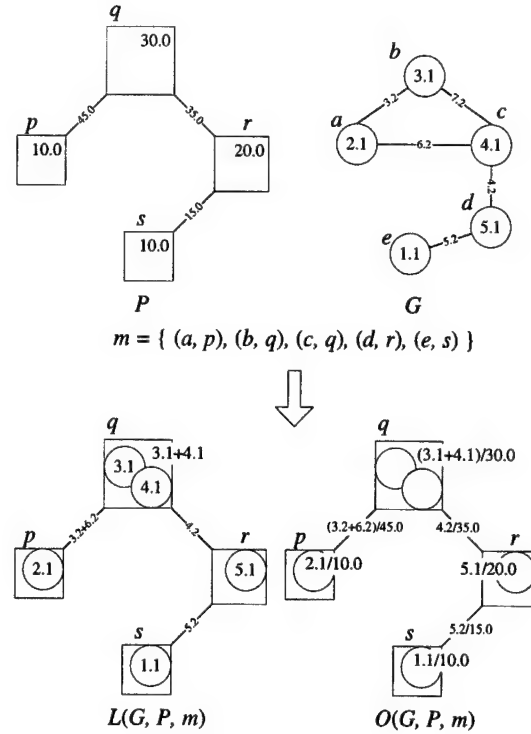 q
30.0
45.0
35.0
p
10.0
r
20.0
15.0
s
10.0
P
b
3.1
3.2
7.2
a
2.1
c
4.1
6.2
4.2
d
5.1
e
1.1
5.2
G
m = { (a, p), (b, q), (c, q), (d, r), (e, s) }
q
3.1+4.1
3.1
4.1
3.2+6.2
4.2
p
2.1
r
5.1
5.2
s
1.1
L(G, P, m)
q
(3.1+4.1)/30.0
(3.2+6.2)/45.0
4.2/35.0
p
2.1/10.0
r
5.1/20.0
5.2/15.0
s
1.1/10.0
O(G, P, m)